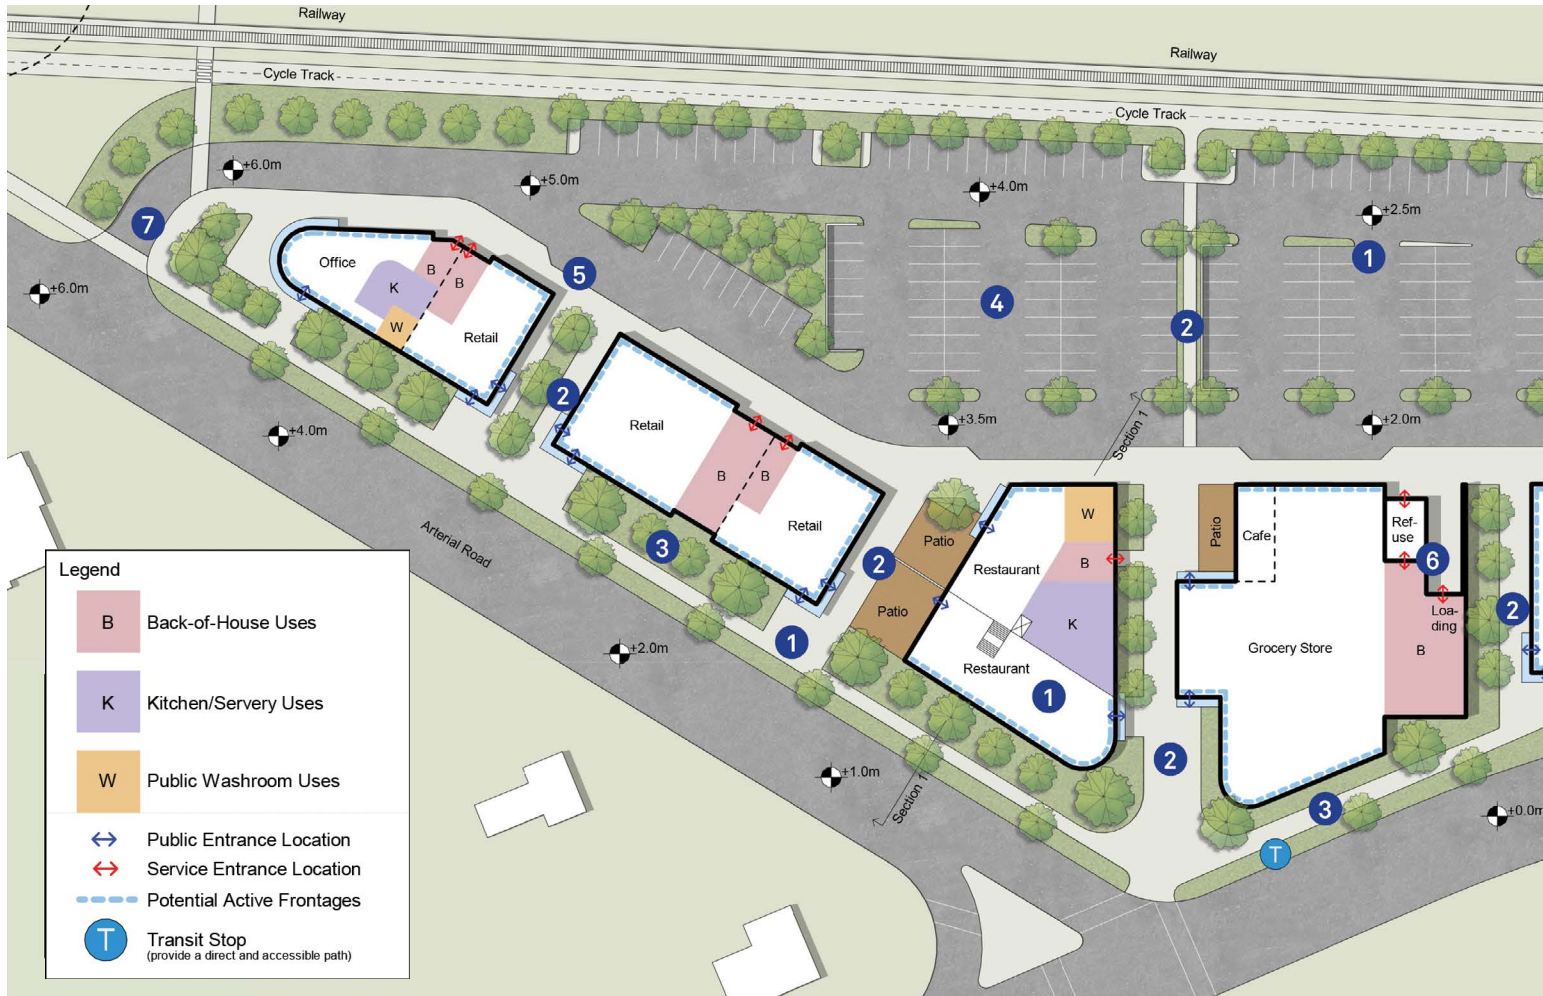 Railway
Railway
Cycle Track
Cycle Track
+6.0m
+5.0m
+4.0m
+2.5m
7
Office
5
1
B
B
K
+6.0m
4
W
Retail
2
2
+3.5m
+2.0m
Retail
+4.0m
Section 1
B
B
Arterial Road
Retail
3
Patio
W
Restaurant
B
2
Patio
K
Restaurant
1
1
+2.0m
Patio
Cafe
Ref-
use
6
Loa-
ding
2
Grocery Store
B
2
+1.0m
Section 1
3
+0.0m
T
Legend
B Back-of-House Uses
K Kitchen/Servery Uses
W Public Washroom Uses
Public Entrance Location
Service Entrance Location
Potential Active Frontages
T Transit Stop
(provide a direct and accessible path)